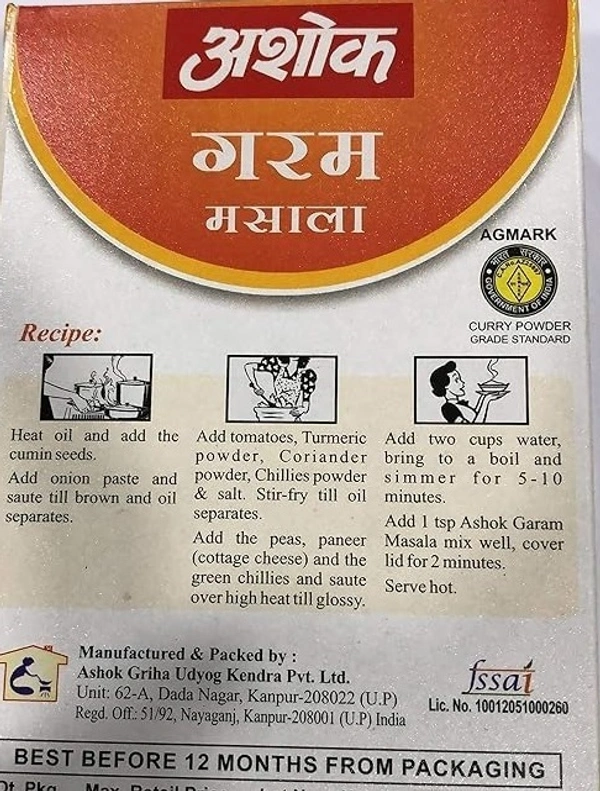 अशोक
गरम
मसाला
AGMARK
भारत सरकार
GOVERNMENT OF INDIA
CURRY POWDER
GRADE STANDARD
Recipe:
Heat oil and add the
cumin seeds.
Add onion paste and
saute till brown and oil
separates.
Add tomatoes, Turmeric
powder, Coriander
powder, Chillies powder
& salt. Stir-fry till oil
separates.
Add the peas, paneer
(cottage cheese) and the
green chillies and saute
over high heat till glossy.
Add two cups water,
bring to a boil and
simmer for 5-10
minutes.
Add 1 tsp Ashok Garam
Masala mix well, cover
lid for 2 minutes.
Serve hot.
Manufactured & Packed by :
Ashok Griha Udyog Kendra Pvt. Ltd.
Unit: 62-A, Dada Nagar, Kanpur-208022 (U.P)
Regd. Off.: 51/92, Nayaganj, Kanpur-208001 (U.P) India
fssai
Lic. No. 10012051000260
BEST BEFORE 12 MONTHS FROM PACKAGING